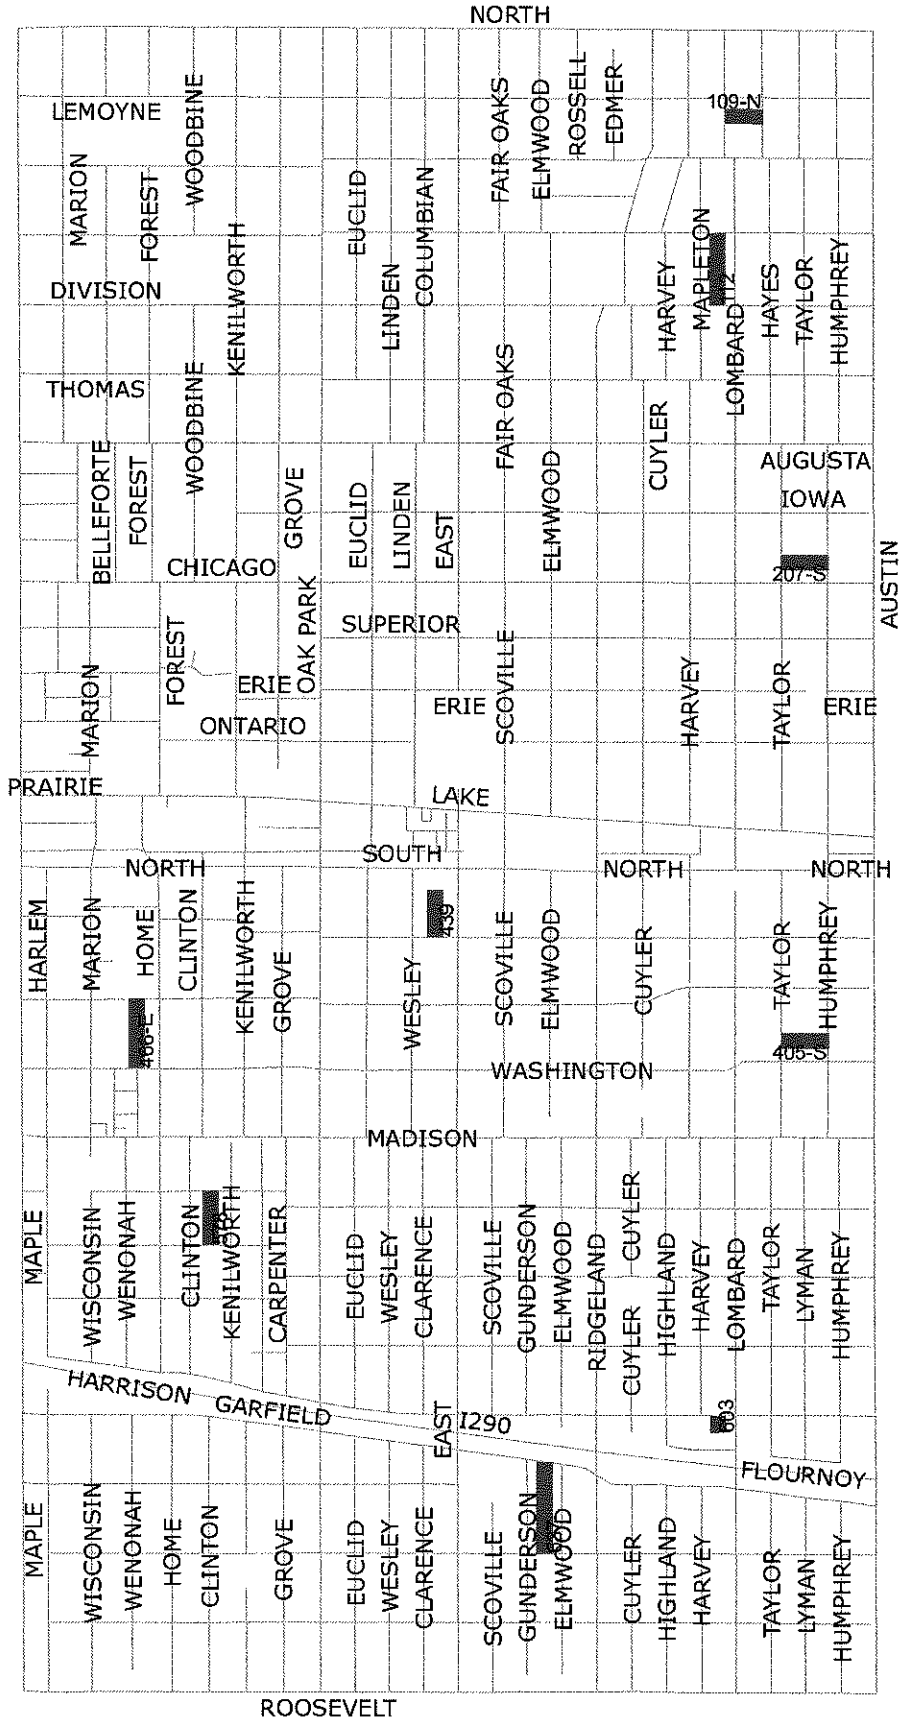 NORTH
LEMOYNE
WOODBINE
FAIR OAKS
ELMWOOD
ROSSELL
EDMER
109-N
MARION
FOREST
KENILWORTH
EUCLID
LINDEN
COLUMBIAN
HARVEY
MAPLETON
112
LOMBARD
HAYES
TAYLOR
HUMPHREY
DIVISION
THOMAS
WOODBINE
FAIR OAKS
CUYLER
BELLEFORTE
FOREST
GROVE
EUCLID
LINDEN
EAST
ELMWOOD
AUGUSTA
IOWA
CHICAGO
207-S
AUSTIN
FOREST
OAK PARK
SUPERIOR
MARION
ERIE
ONTARIO
ERIE
SCOVILLE
HARVEY
TAYLOR
ERIE
PRAIRIE
LAKE
SOUTH
NORTH
NORTH
NORTH
HARLEM
MARION
HOME
CLINTON
KENILWORTH
GROVE
WESLEY
439
SCOVILLE
ELMWOOD
CUYLER
TAYLOR
HUMPHREY
466-E
405-S
WASHINGTON
MADISON
MAPLE
WISCONSIN
WENONAH
CLINTON
KENILWORTH
CARPENTER
EUCLID
WESLEY
CLARENCE
SCOVILLE
GUNDERSON
ELMWOOD
RIDGELAND
CUYLER
CUYLER
HIGHLAND
HARVEY
LOMBARD
TAYLOR
LYMAN
HUMPHREY
HARRISON
GARFIELD
EAST
I290
603
FLOURNOY
MAPLE
WISCONSIN
WENONAH
HOME
CLINTON
GROVE
EUCLID
WESLEY
CLARENCE
SCOVILLE
GUNDERSON
ELMWOOD
CUYLER
HIGHLAND
HARVEY
TAYLOR
LYMAN
HUMPHREY
ROOSEVELT